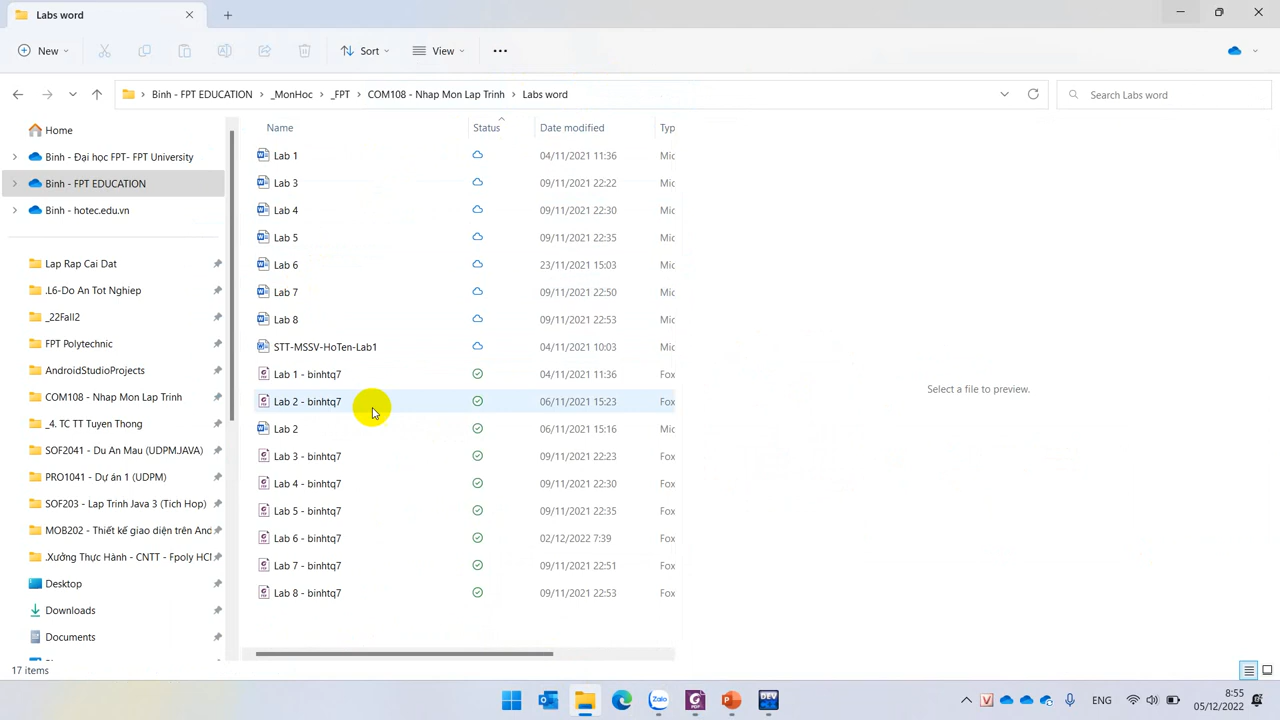 Labs word
New
Sort
View
Binh - FPT EDUCATION
_MonHoc
_FPT
COM108 - Nhap Mon Lap Trinh
Labs word
Search Labs word
Home
Binh - Đại học FPT- FPT University
Binh - FPT EDUCATION
Binh - hotec.edu.vn
Lap Rap Cai Dat
.L6-Do An Tot Nghiep
_22Fall2
FPT Polytechnic
AndroidStudioProjects
COM108 - Nhap Mon Lap Trinh
_4. TC TT Tuyen Thong
SOF2041 - Du An Mau (UDPM.JAVA)
PRO1041 - Dự án 1 (UDPM)
SOF203 - Lap Trinh Java 3 (Tich Hop)
MOB202 - Thiết kế giao diện trên And
.Xưởng Thực Hành - CNTT - Fpoly HCI
Desktop
Downloads
Documents
Name Status Date modified Typ
Lab 1 04/11/2021 11:36 Mic
Lab 3 09/11/2021 22:22 Mic
Lab 4 09/11/2021 22:30 Mic
Lab 5 09/11/2021 22:35 Mic
Lab 6 23/11/2021 15:03 Mic
Lab 7 09/11/2021 22:50 Mic
Lab 8 09/11/2021 22:53 Mic
STT-MSSV-HoTen-Lab1 04/11/2021 10:03 Mic
Lab 1 - binhtq7 04/11/2021 11:36 Fox
Lab 2 - binhtq7 06/11/2021 15:23 Fox
Lab 2 06/11/2021 15:16 Mic
Lab 3 - binhtq7 09/11/2021 22:23 Fox
Lab 4 - binhtq7 09/11/2021 22:30 Fox
Lab 5 - binhtq7 09/11/2021 22:35 Fox
Lab 6 - binhtq7 02/12/2022 7:39 Fox
Lab 7 - binhtq7 09/11/2021 22:51 Fox
Lab 8 - binhtq7 09/11/2021 22:53 Fox
Select a file to preview.
17 items
Zalo
PDF
DEV
ENG
8:55
05/12/2022